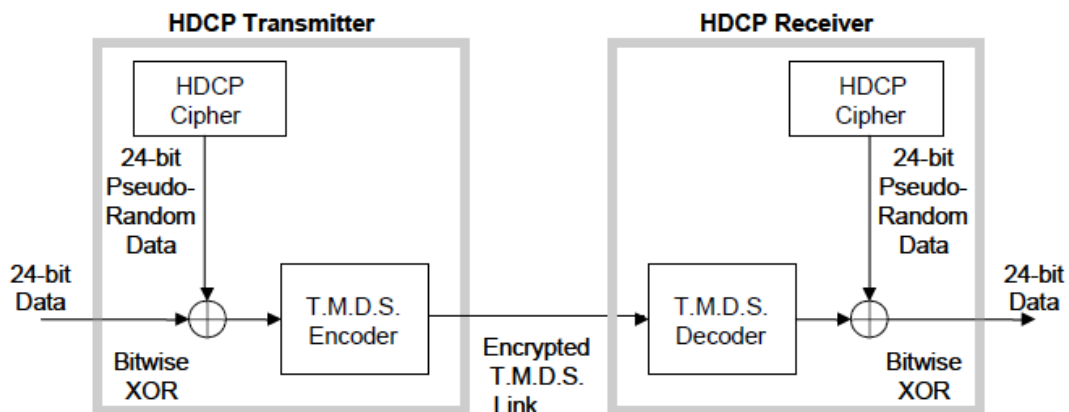 HDCP Transmitter
HDCP
Cipher
24-bit
Pseudo-
Random
Data
24-bit
Data
Bitwise
XOR
T.M.D.S.
Encoder
Encrypted
T.M.D.S.
Link
HDCP Receiver
HDCP
Cipher
24-bit
Pseudo-
Random
Data
T.M.D.S.
Decoder
Bitwise
XOR
24-bit
Data